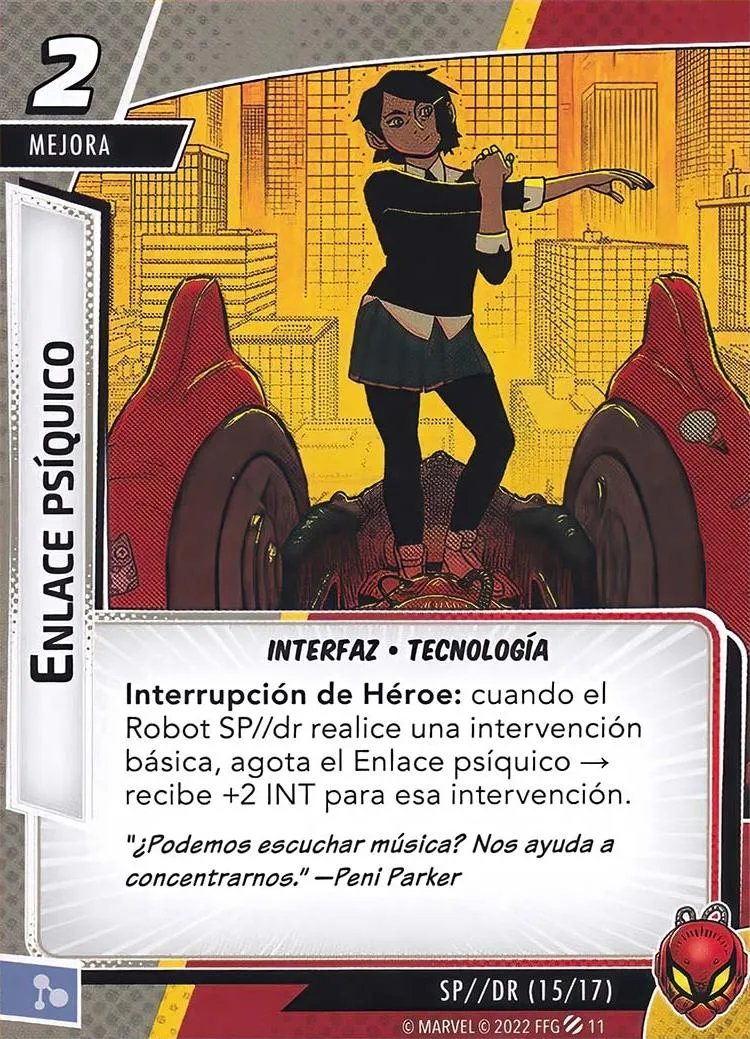 2
MEJORA
ENLACE PSÍQUICO
INTERFAZ • TECNOLOGÍA
Interrupción de Héroe: cuando el
Robot SP//dr realice una intervención
básica, agota el Enlace psíquico →
recibe +2 INT para esa intervención.
"¿Podemos escuchar música? Nos ayuda a
concentrarnos." —Peni Parker
SP//DR (15/17)
© MARVEL © 2022 FFG 11